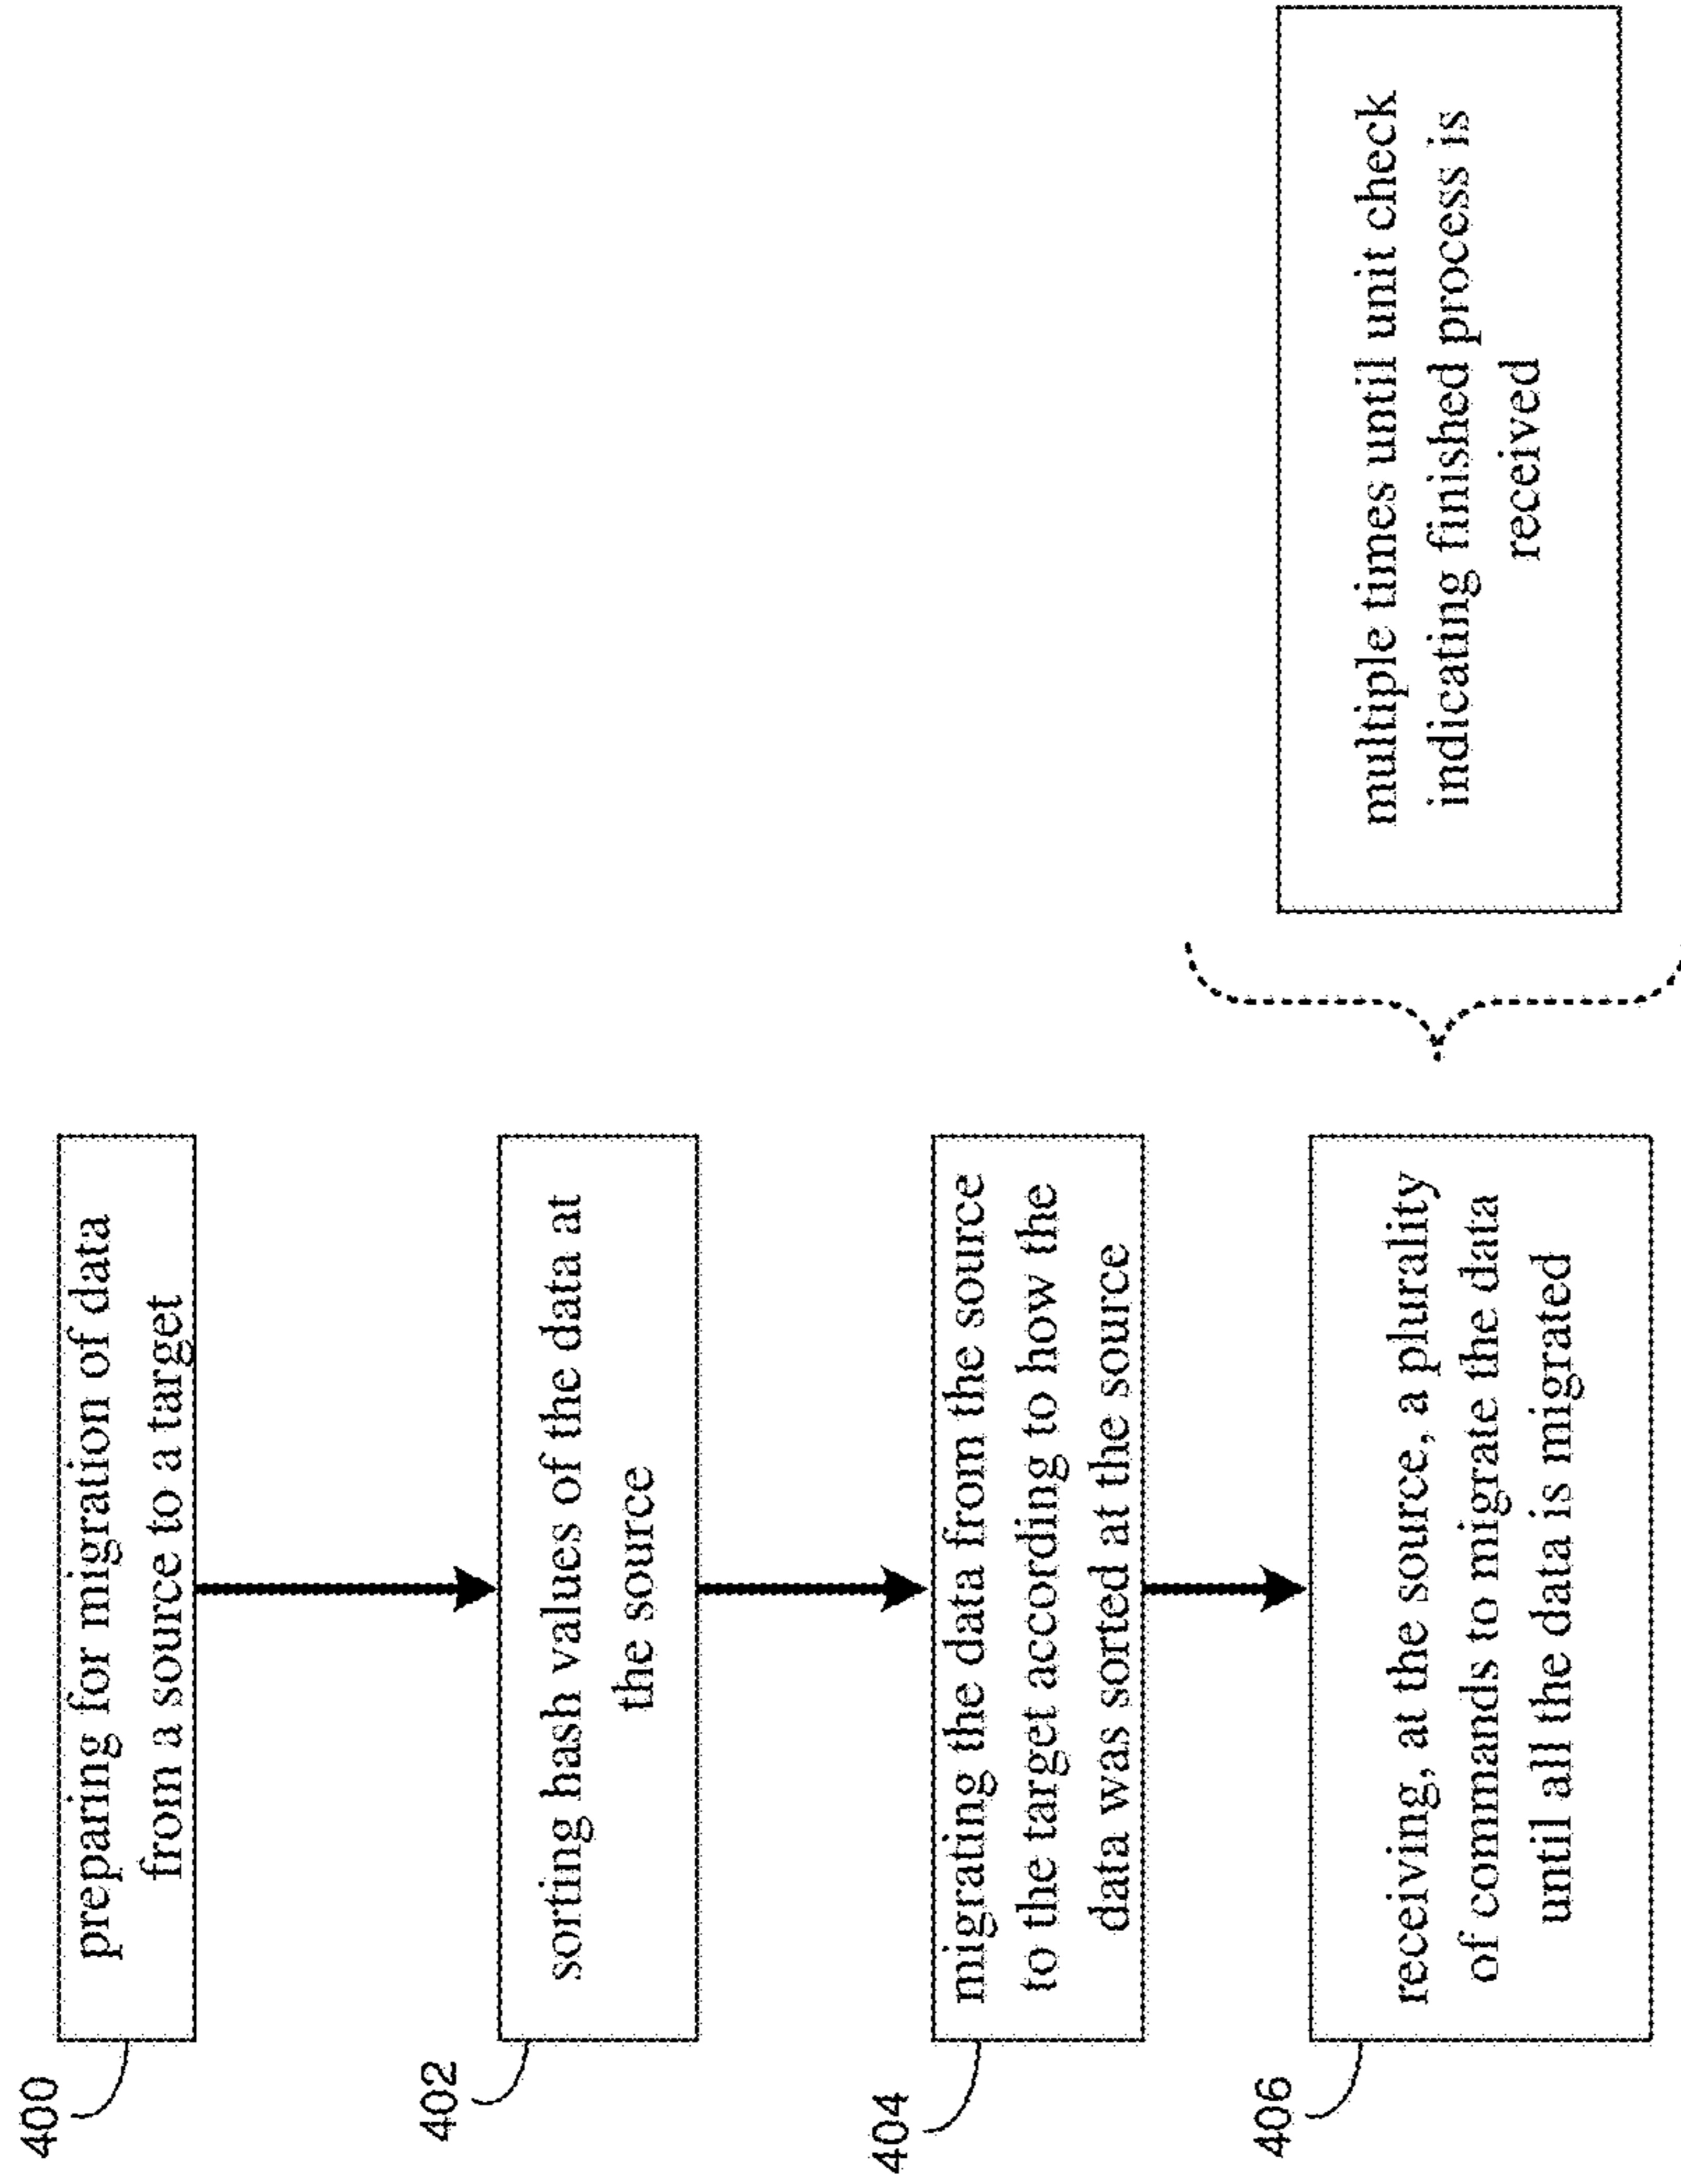 400
preparing for migration of data
from a source to a target
402
sorting hash values of the data at
the source
404
migrating the data from the source
to the target according to how the
data was sorted at the source
406
receiving, at the source, a plurality
of commands to migrate the data
until all the data is migrated
multiple times until unit check
indicating finished process is
received